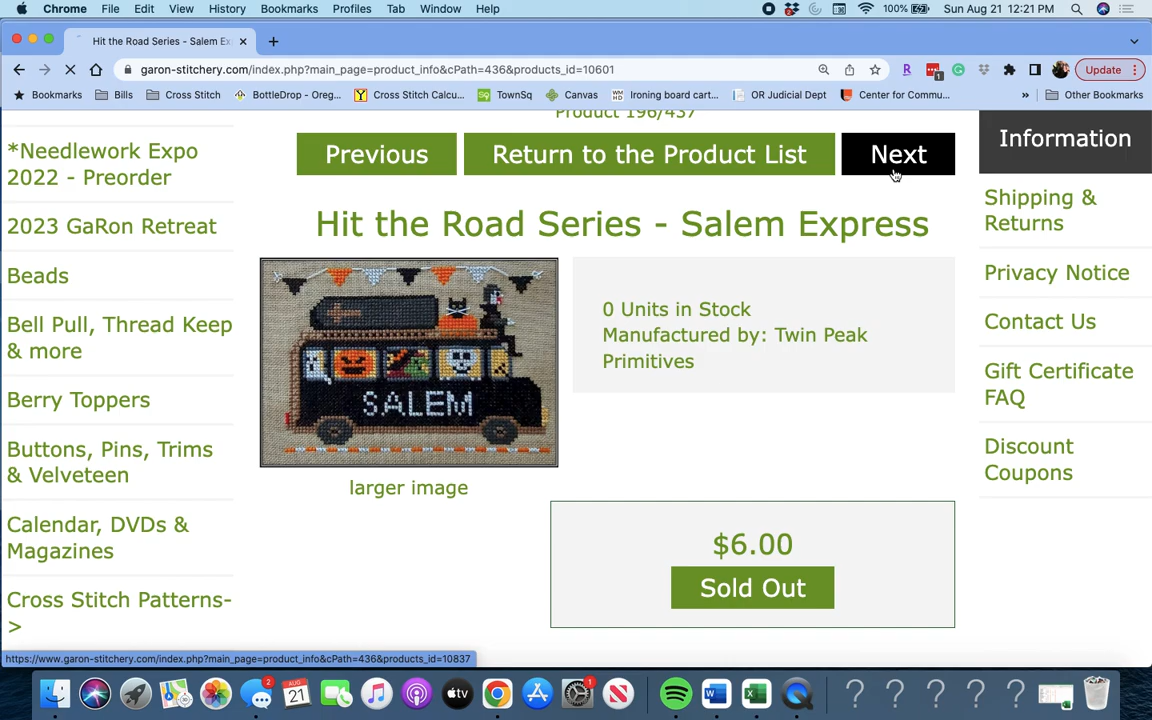 Chrome File Edit View History Bookmarks Profiles Tab Window Help 100% Sun Aug 21 12:21 PM
Hit the Road Series - Salem Ex
garon-stitchery.com/index.php?main_page=product_info&cPath=436&products_id=10601 Update
Bookmarks Bills Cross Stitch BottleDrop - Oreg... Cross Stitch Calcu... TownSq Canvas Ironing board cart... OR Judicial Dept Center for Commu... » Other Bookmarks
Product 196/437
Previous Return to the Product List Next
Hit the Road Series - Salem Express
SALEM
larger image
0 Units in Stock
Manufactured by: Twin Peak
Primitives
$6.00
Sold Out
*Needlework Expo
2022 - Preorder
2023 GaRon Retreat
Beads
Bell Pull, Thread Keep
& more
Berry Toppers
Buttons, Pins, Trims
& Velveteen
Calendar, DVDs &
Magazines
Cross Stitch Patterns-
>
Information
Shipping &
Returns
Privacy Notice
Contact Us
Gift Certificate
FAQ
Discount
Coupons
https://www.garon-stitchery.com/index.php?main_page=product_info&cPath=436&products_id=10837
2 AUG 21 tv 1 W X ? ? ? ? ?